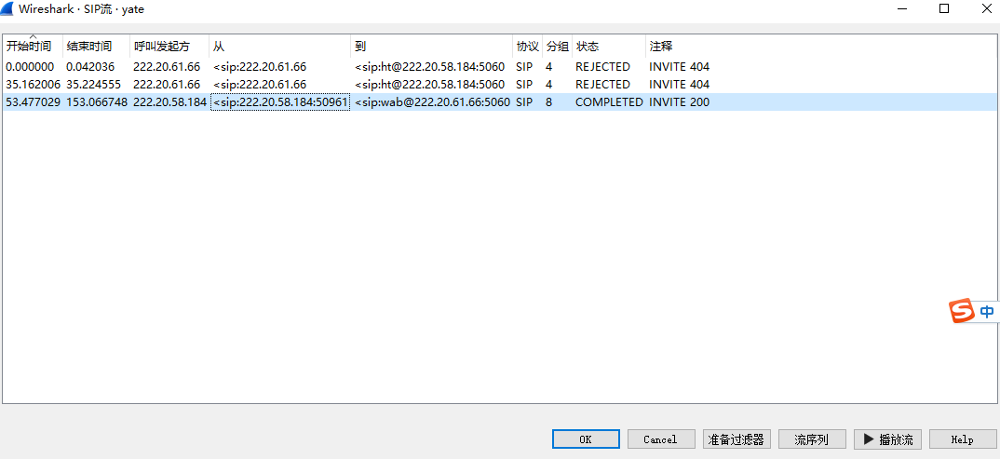 Wireshark · SIP流 · yate
开始时间 结束时间 呼叫发起方 从 到 协议 分组 状态 注释
0.000000 0.042036 222.20.61.66 <sip:222.20.61.66 <sip:ht@222.20.58.184:5060 SIP 4 REJECTED INVITE 404
35.162006 35.224555 222.20.61.66 <sip:222.20.61.66 <sip:ht@222.20.58.184:5060 SIP 4 REJECTED INVITE 404
53.477029 153.066748 222.20.58.184 <sip:222.20.58.184:50961 <sip:wab@222.20.61.66:5060 SIP 8 COMPLETED INVITE 200
中
OK Cancel 准备过滤器 流序列 播放流 Help